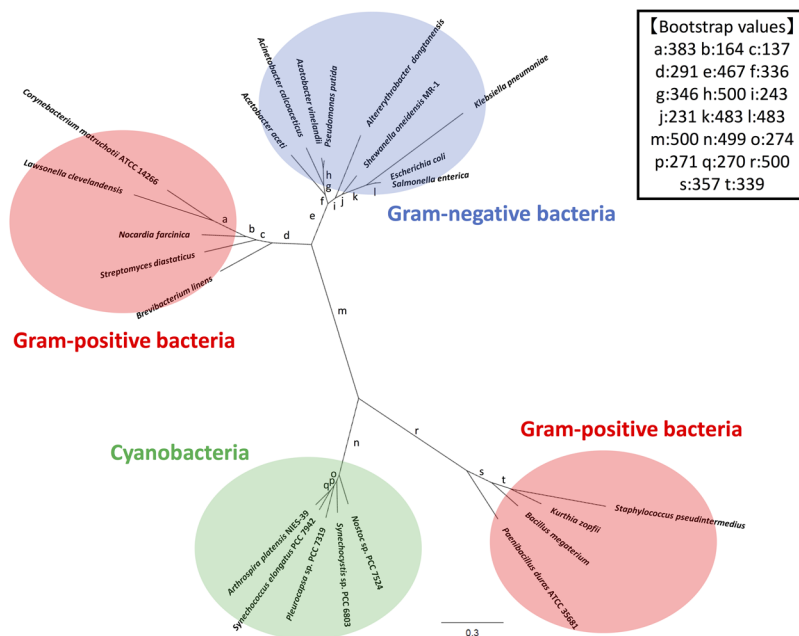 【Bootstrap values】
a:383 b:164 c:137
d:291 e:467 f:336
g:346 h:500 i:243
j:231 k:483 l:483
m:500 n:499 o:274
p:271 q:270 r:500
s:357 t:339
Acetobacter aceti
Acinetobacter calcoaceticus
Azotobacter vinelandii
Pseudomonas putida
Altererythrobacter dongtanensis
Shewanella oneidensis MR-1
Klebsiella pneumoniae
Escherichia coli
Salmonella enterica
h
g
f
i
j
k
l
e
Gram-negative bacteria
Corynebacterium matruchotii ATCC 14266
Lawsonella clevelandensis
Nocardia farcinica
Streptomyces diastaticus
Brevibacterium linens
a
b
c
d
Gram-positive bacteria
m
n
r
Cyanobacteria
o
p
q
Arthrospira platensis NIES-39
Synechococcus elongatus PCC 7942
Pleurocapsa sp. PCC 7319
Synechocystis sp. PCC 6803
Nostoc sp. PCC 7524
Gram-positive bacteria
s
t
Staphylococcus pseudintermedius
Kurthia zopfii
Bacillus megaterium
Paenibacillus duras ATCC 35681
0.3